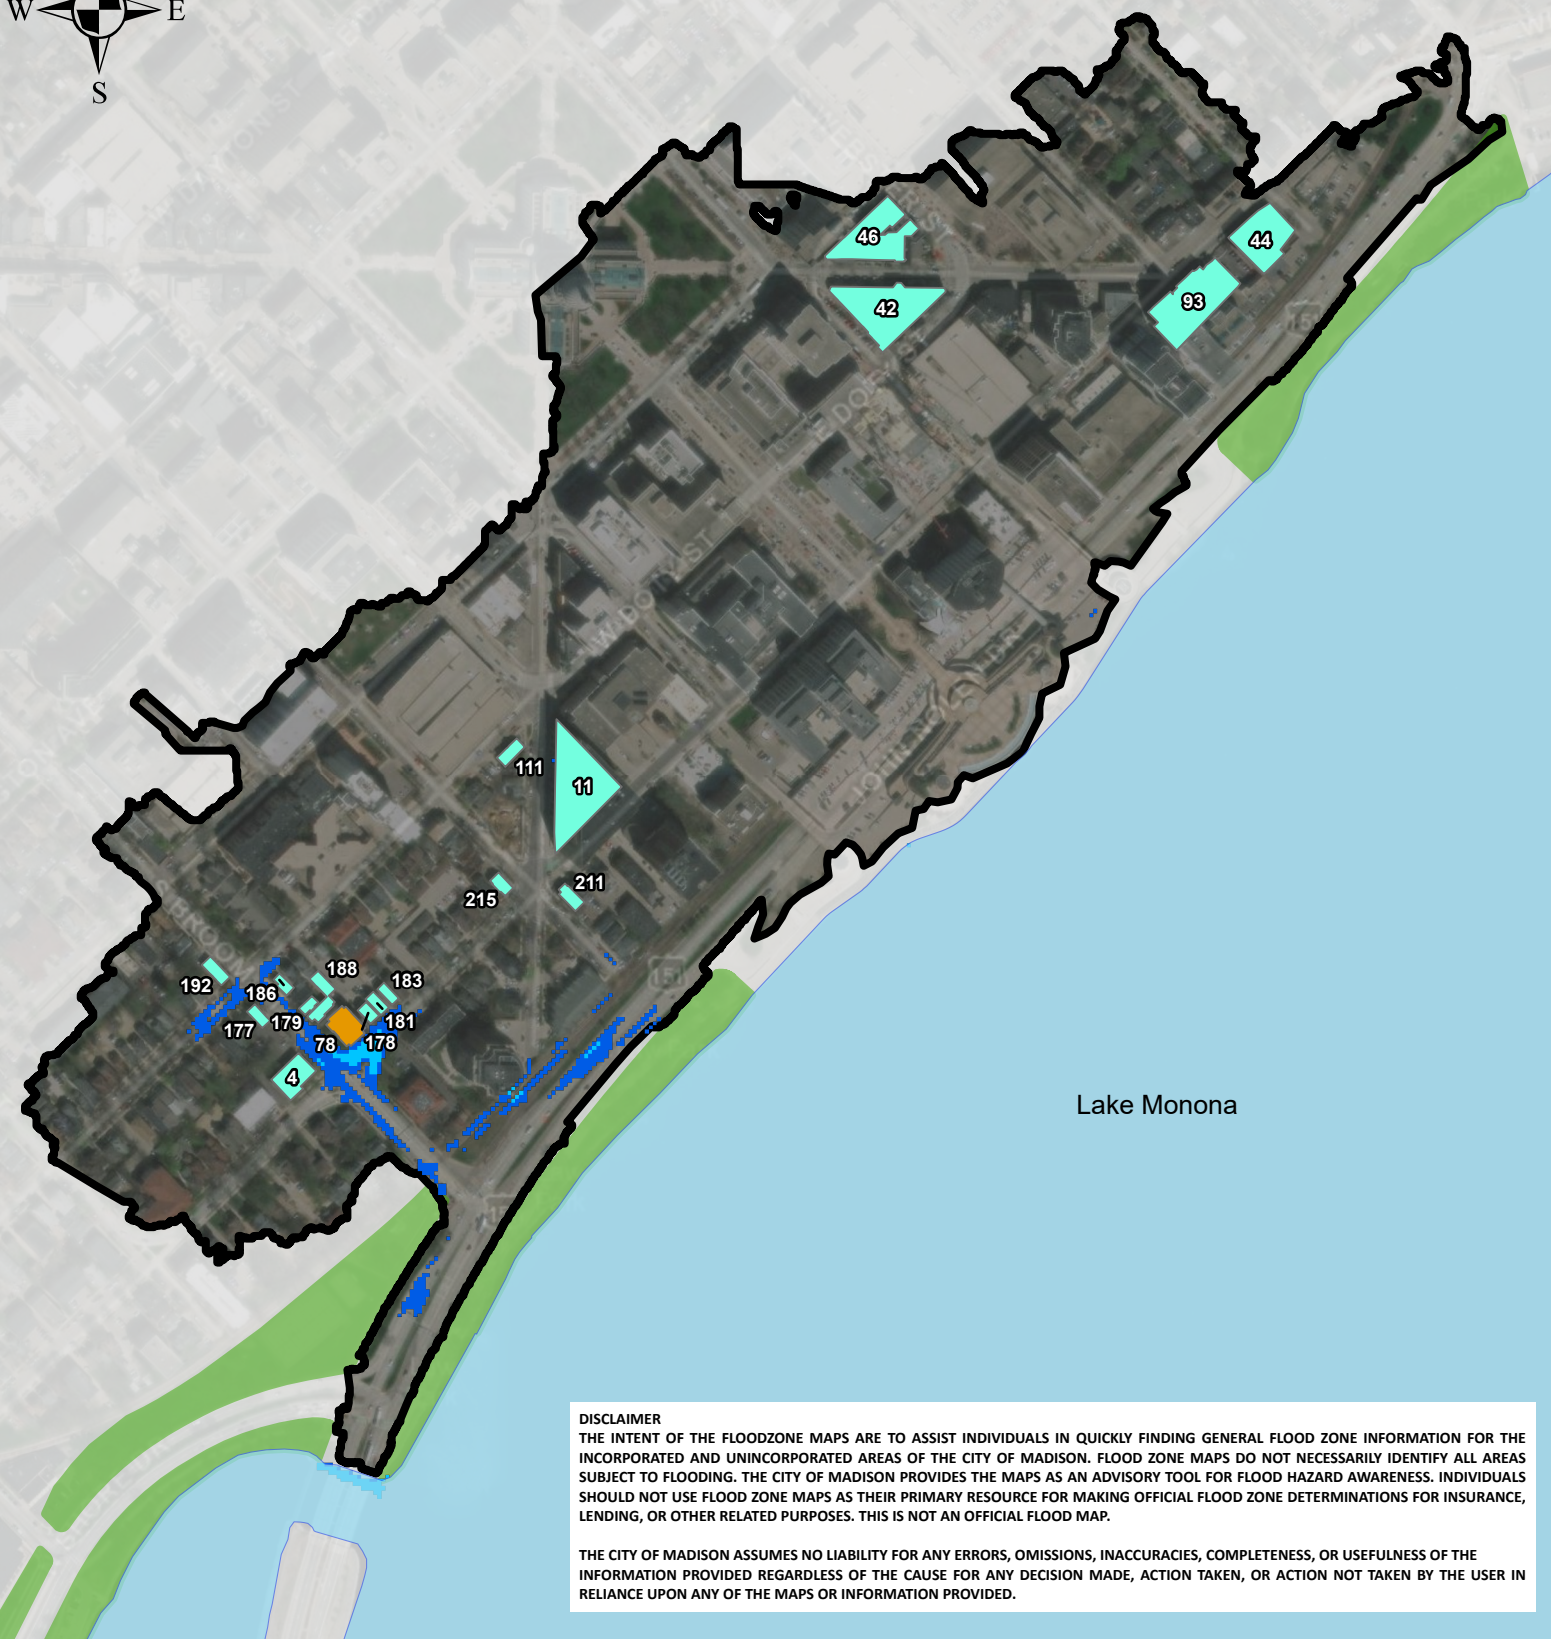 W
E
S
46
44
42
93
151
DOT
111
11
211
215
BROOM
151
188
183
192
186
179
181
177
78
178
4
Lake Monona
DISCLAIMER
THE INTENT OF THE FLOODZONE MAPS ARE TO ASSIST INDIVIDUALS IN QUICKLY FINDING GENERAL FLOOD ZONE INFORMATION FOR THE
INCORPORATED AND UNINCORPORATED AREAS OF THE CITY OF MADISON. FLOOD ZONE MAPS DO NOT NECESSARILY IDENTIFY ALL AREAS
SUBJECT TO FLOODING. THE CITY OF MADISON PROVIDES THE MAPS AS AN ADVISORY TOOL FOR FLOOD HAZARD AWARENESS. INDIVIDUALS
SHOULD NOT USE FLOOD ZONE MAPS AS THEIR PRIMARY RESOURCE FOR MAKING OFFICIAL FLOOD ZONE DETERMINATIONS FOR INSURANCE,
LENDING, OR OTHER RELATED PURPOSES. THIS IS NOT AN OFFICIAL FLOOD MAP.
THE CITY OF MADISON ASSUMES NO LIABILITY FOR ANY ERRORS, OMISSIONS, INACCURACIES, COMPLETENESS, OR USEFULNESS OF THE
INFORMATION PROVIDED REGARDLESS OF THE CAUSE FOR ANY DECISION MADE, ACTION TAKEN, OR ACTION NOT TAKEN BY THE USER IN
RELIANCE UPON ANY OF THE MAPS OR INFORMATION PROVIDED.